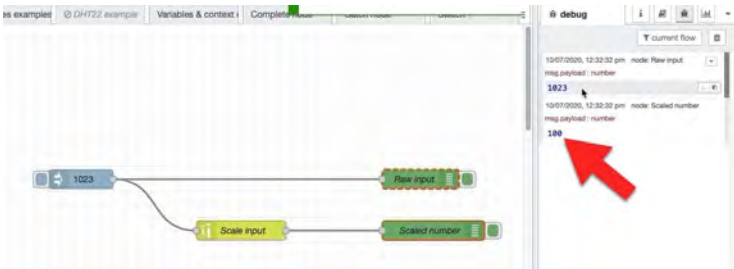 es examples
DHT22 example
Variables & context
Complete node
Switch
debug
i
current flow
10/07/2020, 12:32:32 pm node: Raw input
msg.payload : number
1023
10/07/2020, 12:32:32 pm node: Scaled number
msg.payload : number
100
1023
Raw input
Scale input
Scaled number